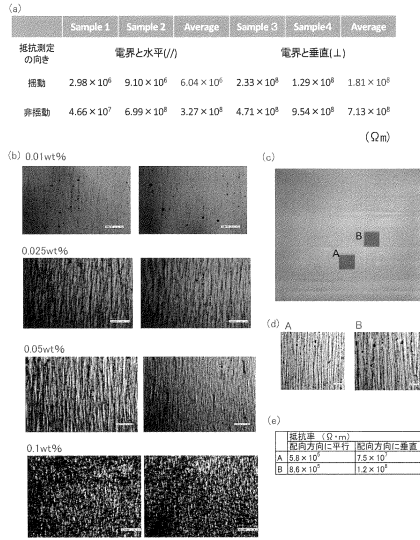 (a)
Sample 1 Sample 2 Average Sample 3 Sample4 Average
抵抗測定の向き 電界と水平(//) 電界と垂直(⊥)
揺動 2.98×10⁶ 9.10×10⁶ 6.04×10⁶ 2.33×10⁸ 1.29×10⁸ 1.81×10⁸
非揺動 4.66×10⁷ 6.99×10⁸ 3.27×10⁸ 4.71×10⁸ 9.54×10⁸ 7.13×10⁸
(Ωm)
(b) 0.01wt%
0.025wt%
0.05wt%
0.1wt%
(c)
B
A
(d) A B
(e)
抵抗率 (Ω・m)
配向方向に平行 配向方向に垂直
A 5.8×10⁵ 7.5×10⁷
B 8.6×10⁵ 1.2×10⁸